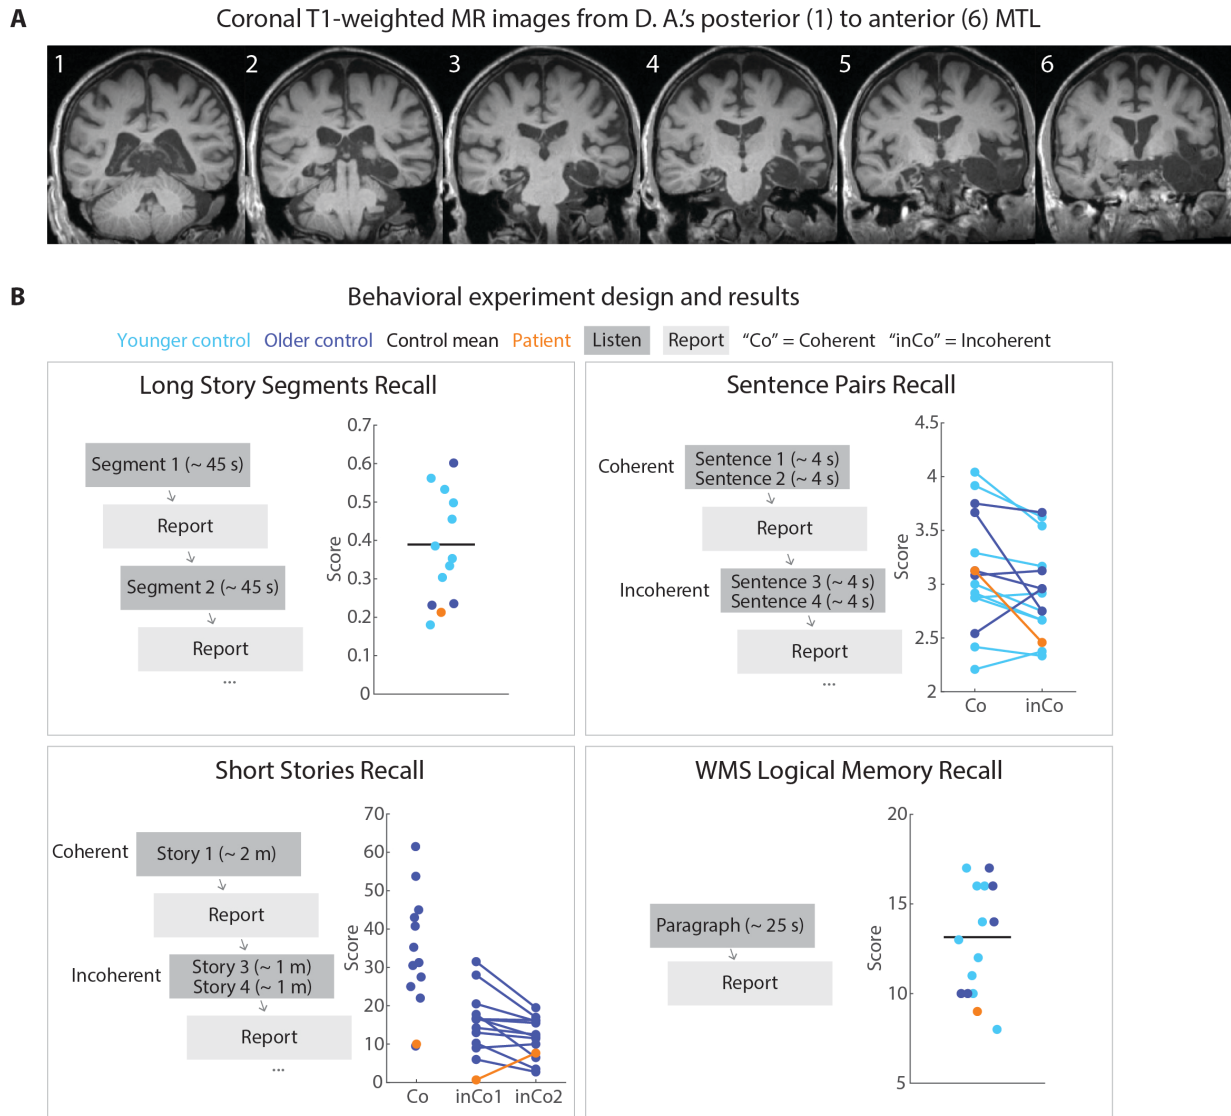 A
Coronal T1-weighted MR images from D. A.’s posterior (1) to anterior (6) MTL
1 2 3 4 5 6
B
Behavioral experiment design and results
Younger control Older control Control mean Patient Listen Report “Co” = Coherent “inCo” = Incoherent
Long Story Segments Recall
Segment 1 (~ 45 s)
Report
Segment 2 (~ 45 s)
Report
...
Score
0.7
0.6
0.5
0.4
0.3
0.2
0.1
0
Sentence Pairs Recall
Coherent
Sentence 1 (~ 4 s)
Sentence 2 (~ 4 s)
Report
Incoherent
Sentence 3 (~ 4 s)
Sentence 4 (~ 4 s)
Report
...
Score
4.5
4
3.5
3
2.5
2
Co inCo
Short Stories Recall
Coherent
Story 1 (~ 2 m)
Report
Incoherent
Story 3 (~ 1 m)
Story 4 (~ 1 m)
Report
...
Score
70
60
50
40
30
20
10
0
Co inCo1 inCo2
WMS Logical Memory Recall
Paragraph (~ 25 s)
Report
Score
20
15
10
5